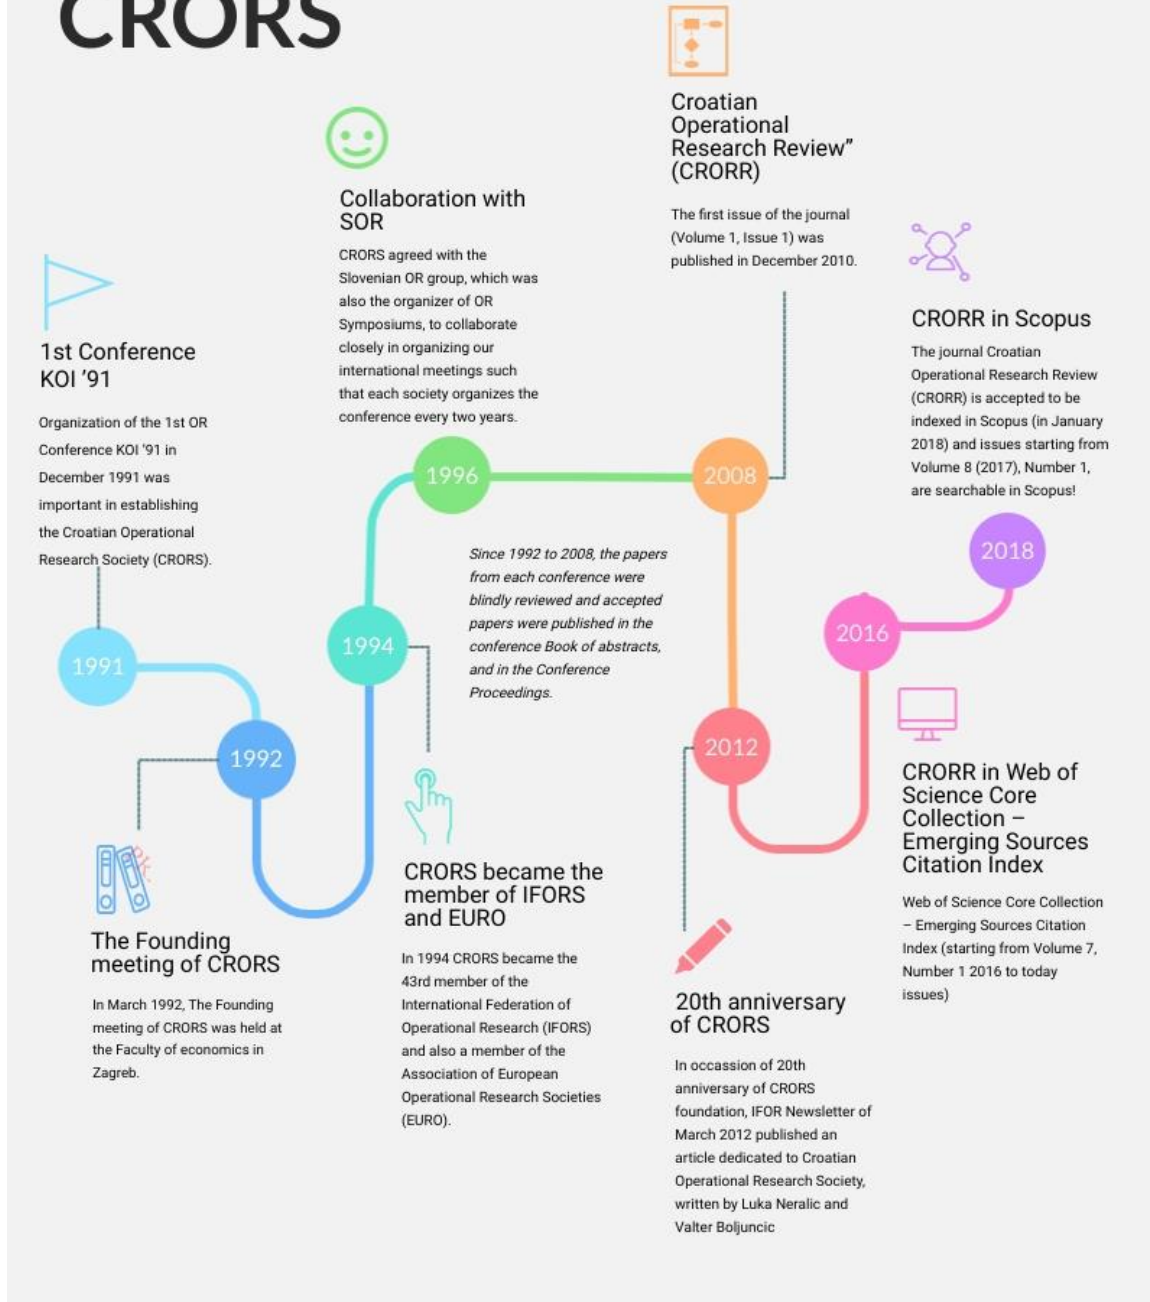 CRORS
1st Conference
KOI '91
Organization of the 1st OR
Conference KOI '91 in
December 1991 was
important in establishing
the Croatian Operational
Research Society (CRORS).
1991
1992
The Founding
meeting of CRORS
In March 1992, The Founding
meeting of CRORS was held at
the Faculty of economics in
Zagreb.
Collaboration with
SOR
CRORS agreed with the
Slovenian OR group, which was
also the organizer of OR
Symposiums, to collaborate
closely in organizing our
international meetings such
that each society organizes the
conference every two years.
1996
1994
CRORS became the
member of IFORS
and EURO
In 1994 CRORS became the
43rd member of the
International Federation of
Operational Research (IFORS)
and also a member of the
Association of European
Operational Research Societies
(EURO).
Since 1992 to 2008, the papers
from each conference were
blindly reviewed and accepted
papers were published in the
conference Book of abstracts,
and in the Conference
Proceedings.
Croatian
Operational
Research Review”
(CRORR)
The first issue of the journal
(Volume 1, Issue 1) was
published in December 2010.
2008
2012
20th anniversary
of CRORS
In occassion of 20th
anniversary of CRORS
foundation, IFOR Newsletter of
March 2012 published an
article dedicated to Croatian
Operational Research Society,
written by Luka Neralic and
Valter Boljuncic
CRORR in Scopus
The journal Croatian
Operational Research Review
(CRORR) is accepted to be
indexed in Scopus (in January
2018) and issues starting from
Volume 8 (2017), Number 1,
are searchable in Scopus!
2018
2016
CRORR in Web of
Science Core
Collection –
Emerging Sources
Citation Index
Web of Science Core Collection
– Emerging Sources Citation
Index (starting from Volume 7,
Number 1 2016 to today
issues)